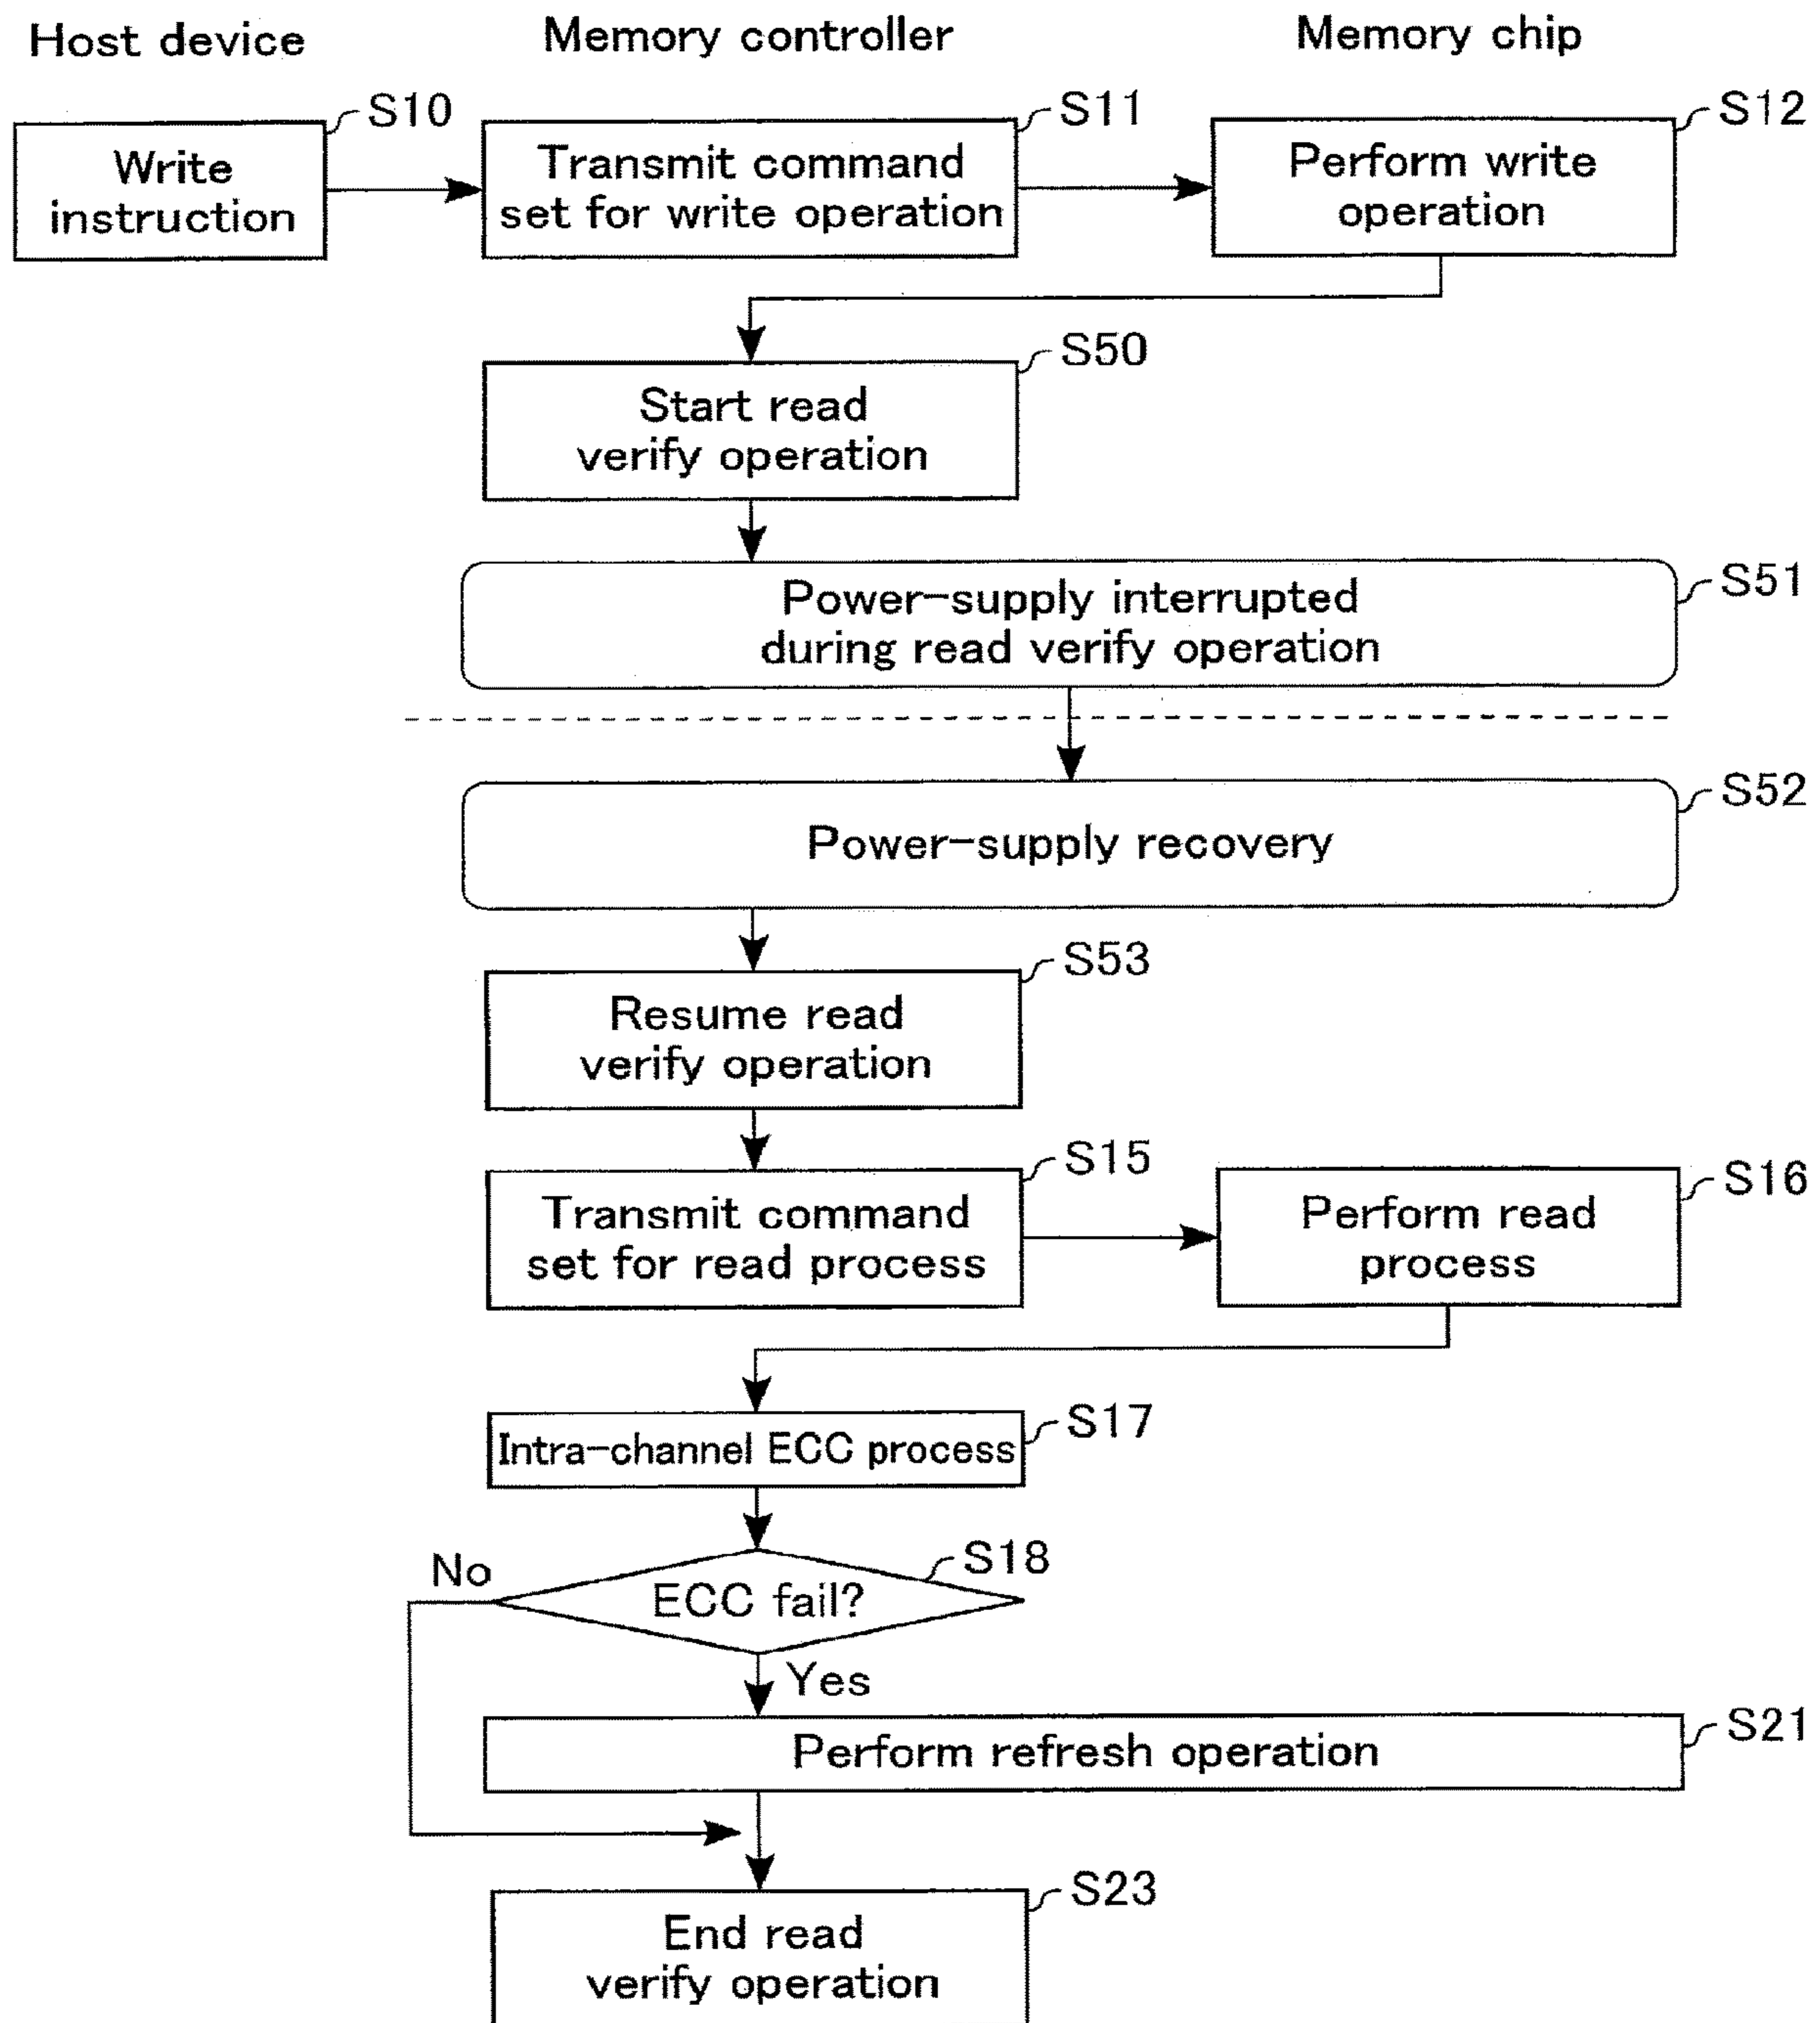 Host device
Memory controller
Memory chip
S10
S11
S12
Write
instruction
Transmit command
set for write operation
Perform write
operation
S50
Start read
verify operation
S51
Power-supply interrupted
during read verify operation
S52
Power-supply recovery
S53
Resume read
verify operation
S15
S16
Transmit command
set for read process
Perform read
process
S17
Intra-channel ECC process
S18
No
ECC fail?
Yes
S21
Perform refresh operation
S23
End read
verify operation